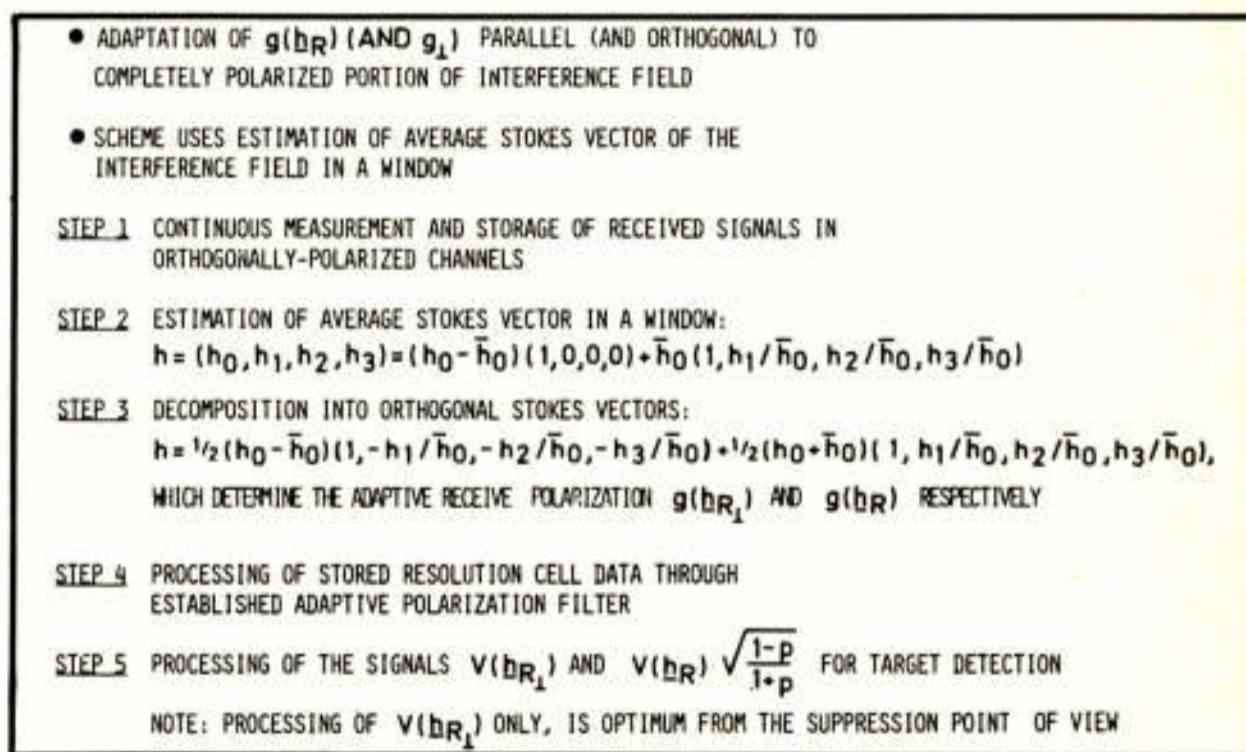 ● ADAPTATION OF g(h̲R) (AND g⊥) PARALLEL (AND ORTHOGONAL) TO
COMPLETELY POLARIZED PORTION OF INTERFERENCE FIELD
● SCHEME USES ESTIMATION OF AVERAGE STOKES VECTOR OF THE
INTERFERENCE FIELD IN A WINDOW
STEP 1 CONTINUOUS MEASUREMENT AND STORAGE OF RECEIVED SIGNALS IN
ORTHOGONALLY-POLARIZED CHANNELS
STEP 2 ESTIMATION OF AVERAGE STOKES VECTOR IN A WINDOW:
h = (h0, h1, h2, h3) = (h0 - h̄0) (1,0,0,0) + h̄0 (1, h1/h̄0, h2/h̄0, h3/h̄0)
STEP 3 DECOMPOSITION INTO ORTHOGONAL STOKES VECTORS:
h = 1/2 (h0 - h̄0) (1, -h1/h̄0, -h2/h̄0, -h3/h̄0) + 1/2 (h0 + h̄0) ( 1, h1/h̄0, h2/h̄0, h3/h̄0),
WHICH DETERMINE THE ADAPTIVE RECEIVE POLARIZATION g(h̲R⊥) AND g(h̲R) RESPECTIVELY
STEP 4 PROCESSING OF STORED RESOLUTION CELL DATA THROUGH
ESTABLISHED ADAPTIVE POLARIZATION FILTER
STEP 5 PROCESSING OF THE SIGNALS V(h̲R⊥) AND V(h̲R) √((1-p)/(1+p)) FOR TARGET DETECTION
NOTE: PROCESSING OF V(h̲R⊥) ONLY, IS OPTIMUM FROM THE SUPPRESSION POINT OF VIEW